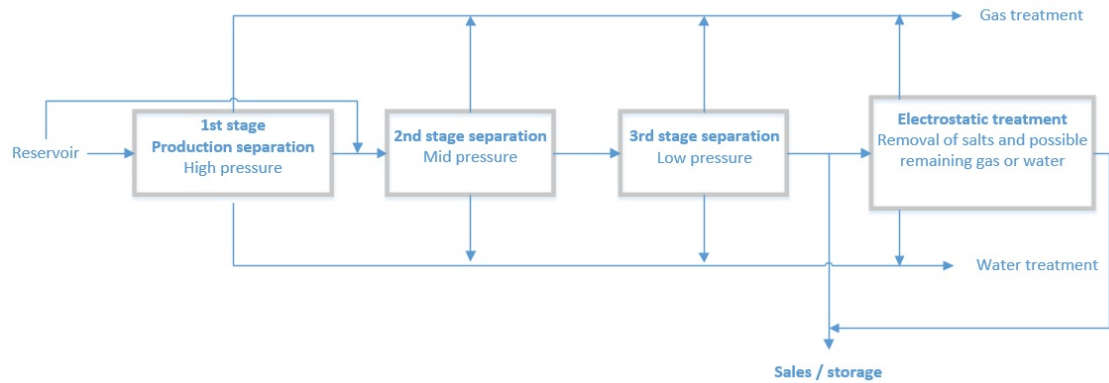 Gas treatment
Reservoir
1st stage
Production separation
High pressure
2nd stage separation
Mid pressure
3rd stage separation
Low pressure
Electrostatic treatment
Removal of salts and possible
remaining gas or water
Water treatment
Sales / storage